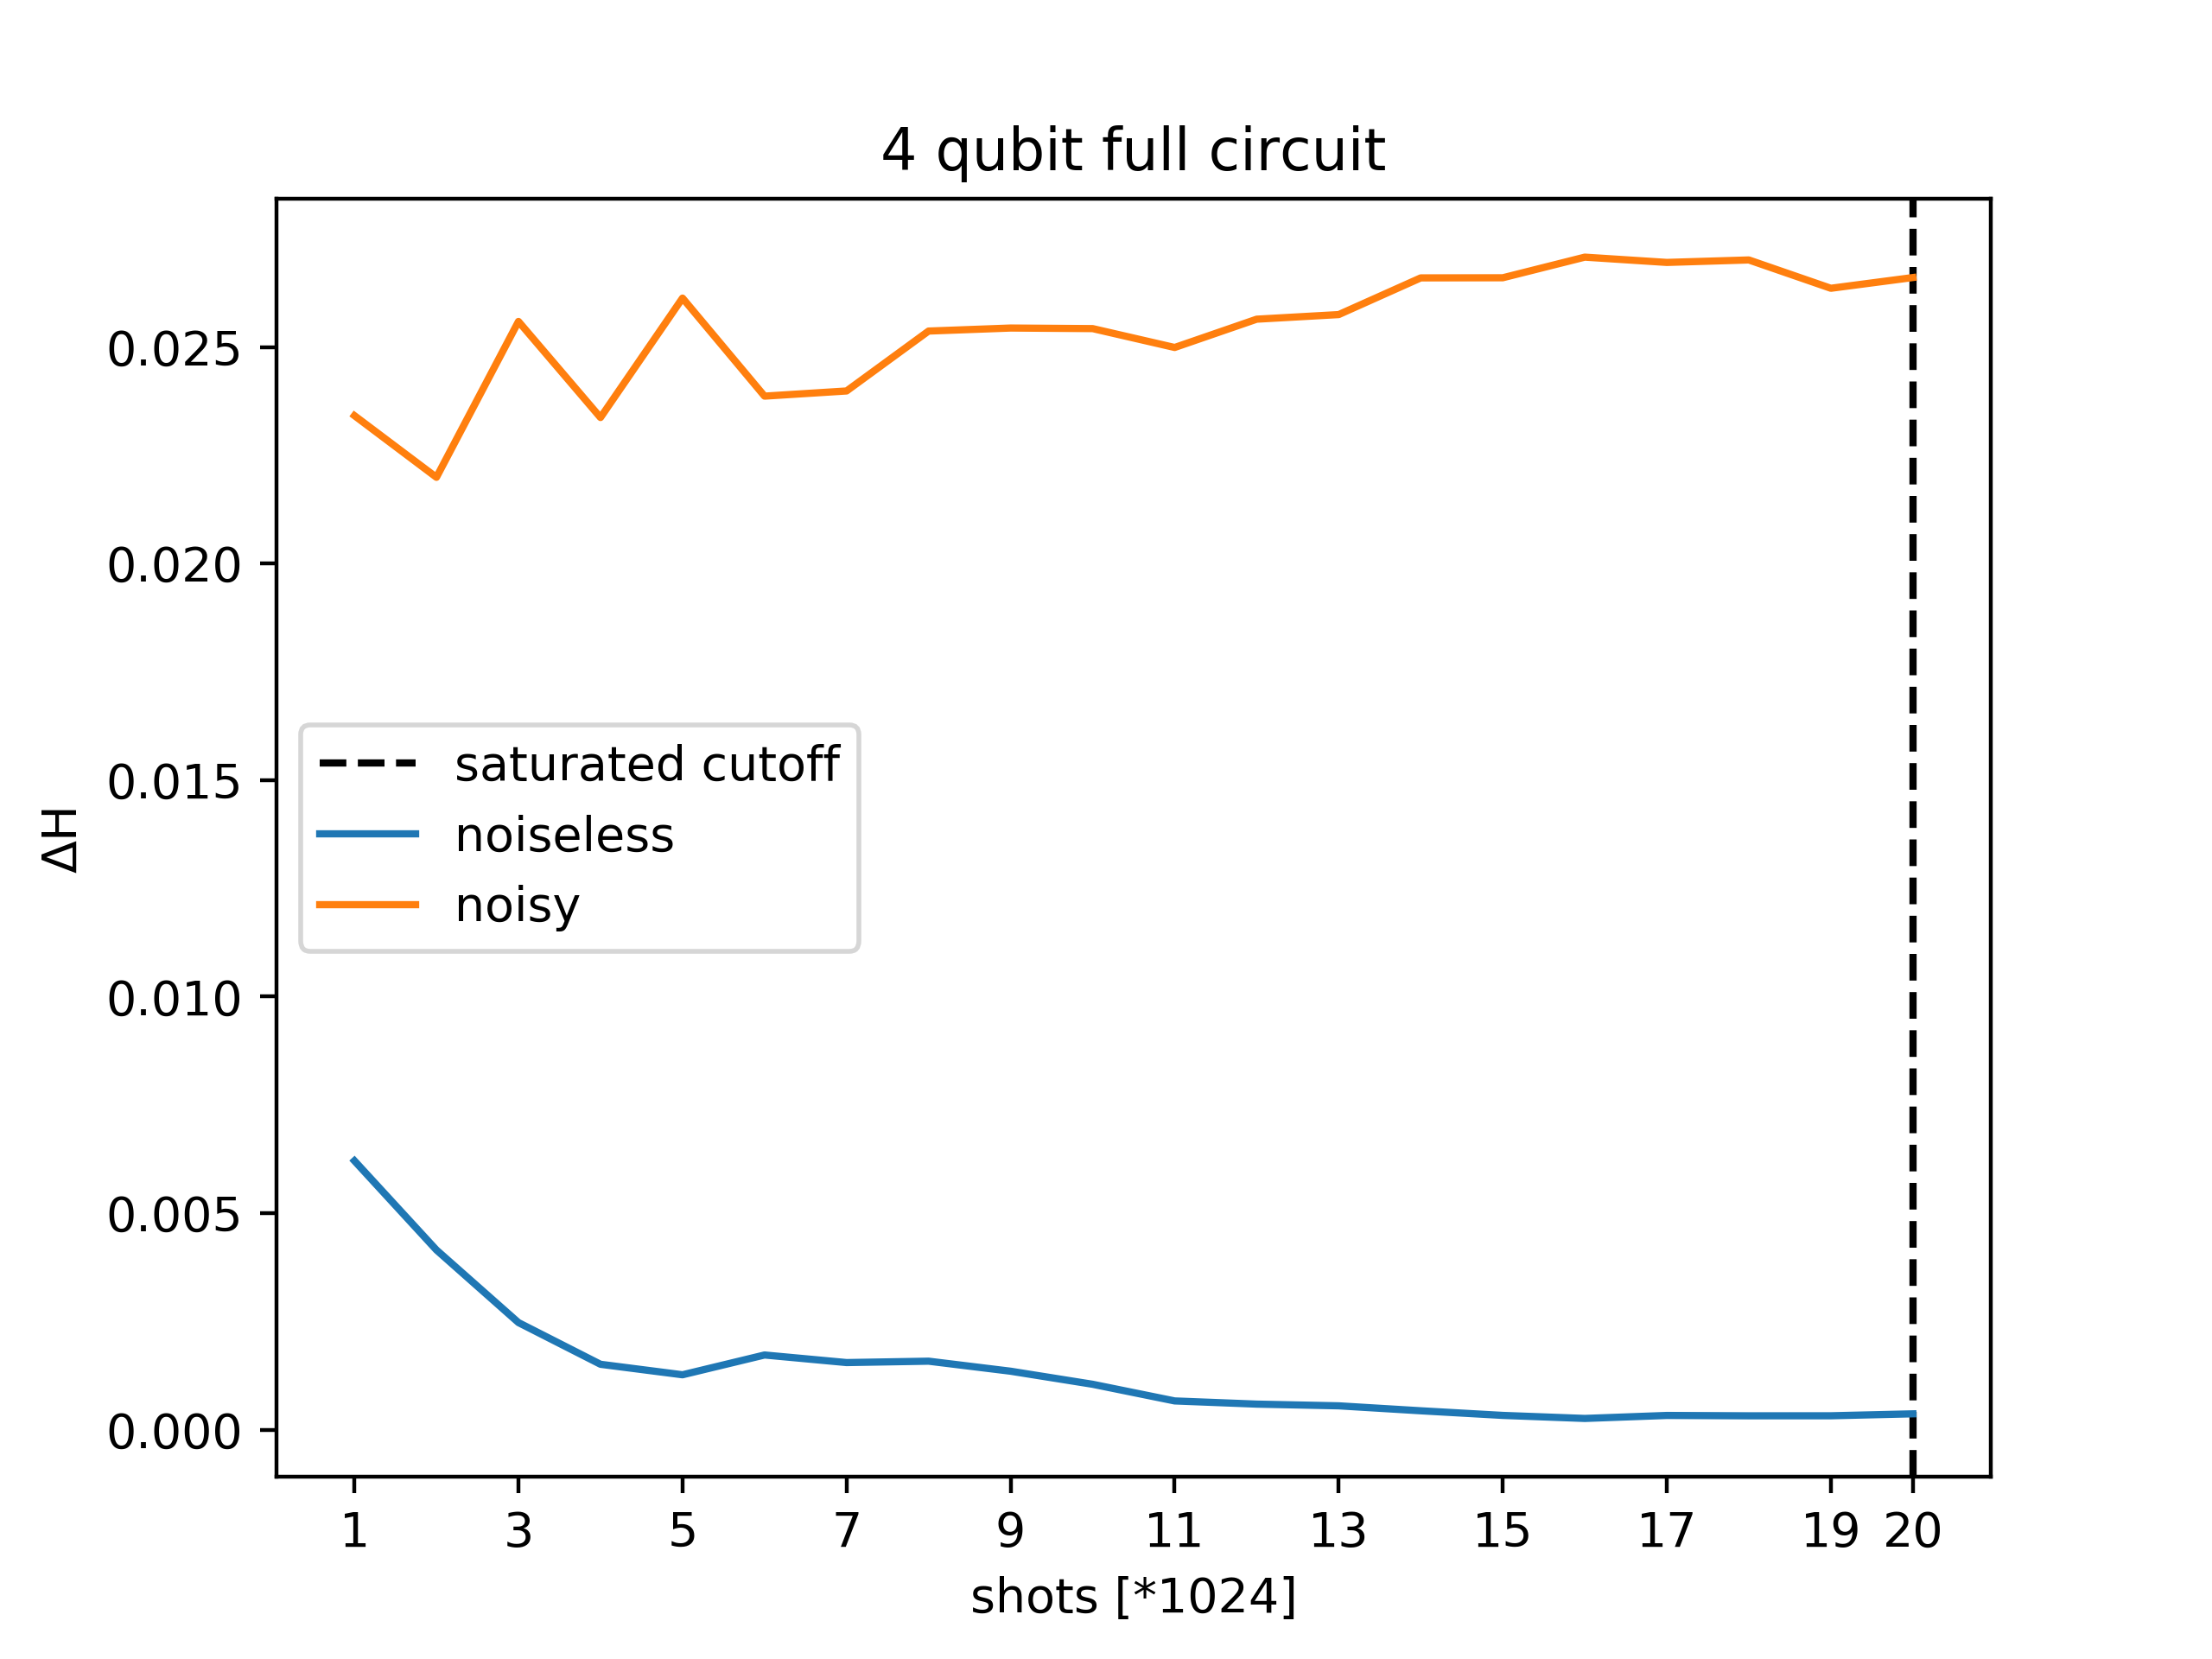 4 qubit full circuit
ΔH
0.025
0.020
0.015
0.010
0.005
0.000
saturated cutoff
noiseless
noisy
1 3 5 7 9 11 13 15 17 19 20
shots [*1024]